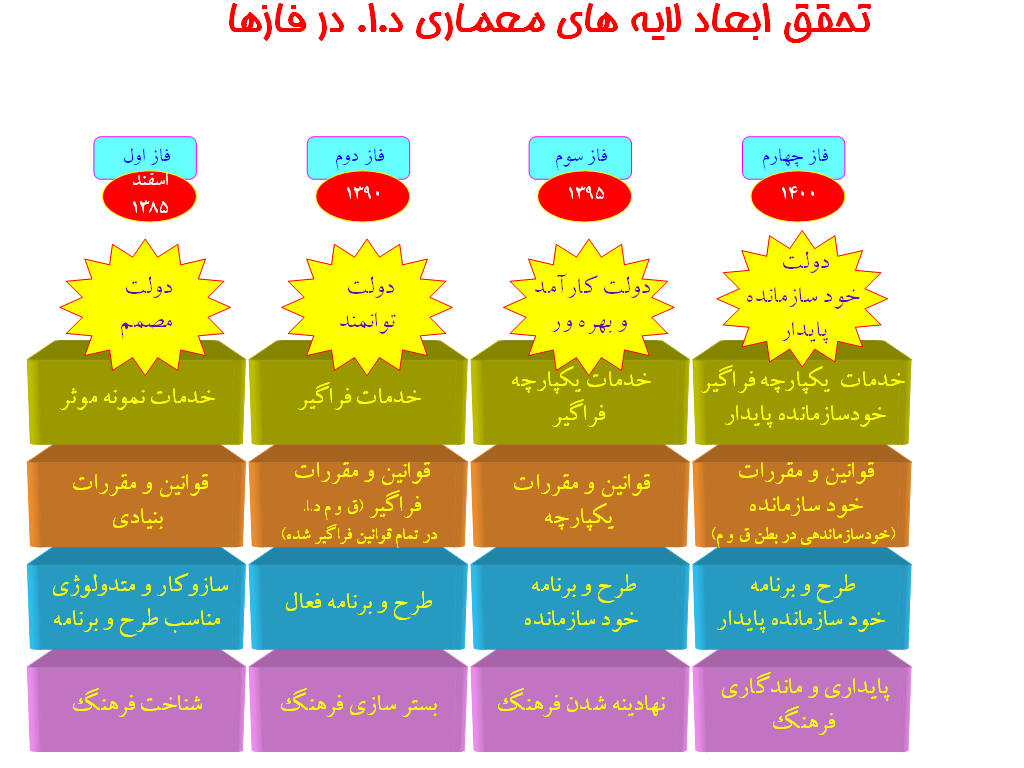 تحقق ابعاد لایه های معماری د.ا. در فازها
فاز اول
اسفند
۱۳۸۵
فاز دوم
۱۳۹۰
فاز سوم
۱۳۹۵
فاز چهارم
۱۴۰۰
دولت
مصمم
دولت
توانمند
دولت کارآمد
و بهره ور
دولت
خود سازمانده
پایدار
خدمات نمونه موثر
خدمات فراگیر
خدمات یکپارچه
فراگیر
خدمات یکپارچه فراگیر
خودسازمانده پایدار
قوانین و مقررات
بنیادی
قوانین و مقررات
فراگیر (ق و م د.ا.
در تمام قوانین فراگیر شده)
قوانین و مقررات
یکپارچه
قوانین و مقررات
خود سازمانده
(خودسازماندهی در بطن ق و م)
سازوکار و متدولوژی
مناسب طرح و برنامه
طرح و برنامه فعال
طرح و برنامه
خود سازمانده
طرح و برنامه
خود سازمانده پایدار
شناخت فرهنگ
بستر سازی فرهنگ
نهادینه شدن فرهنگ
پایداری و ماندگاری
فرهنگ